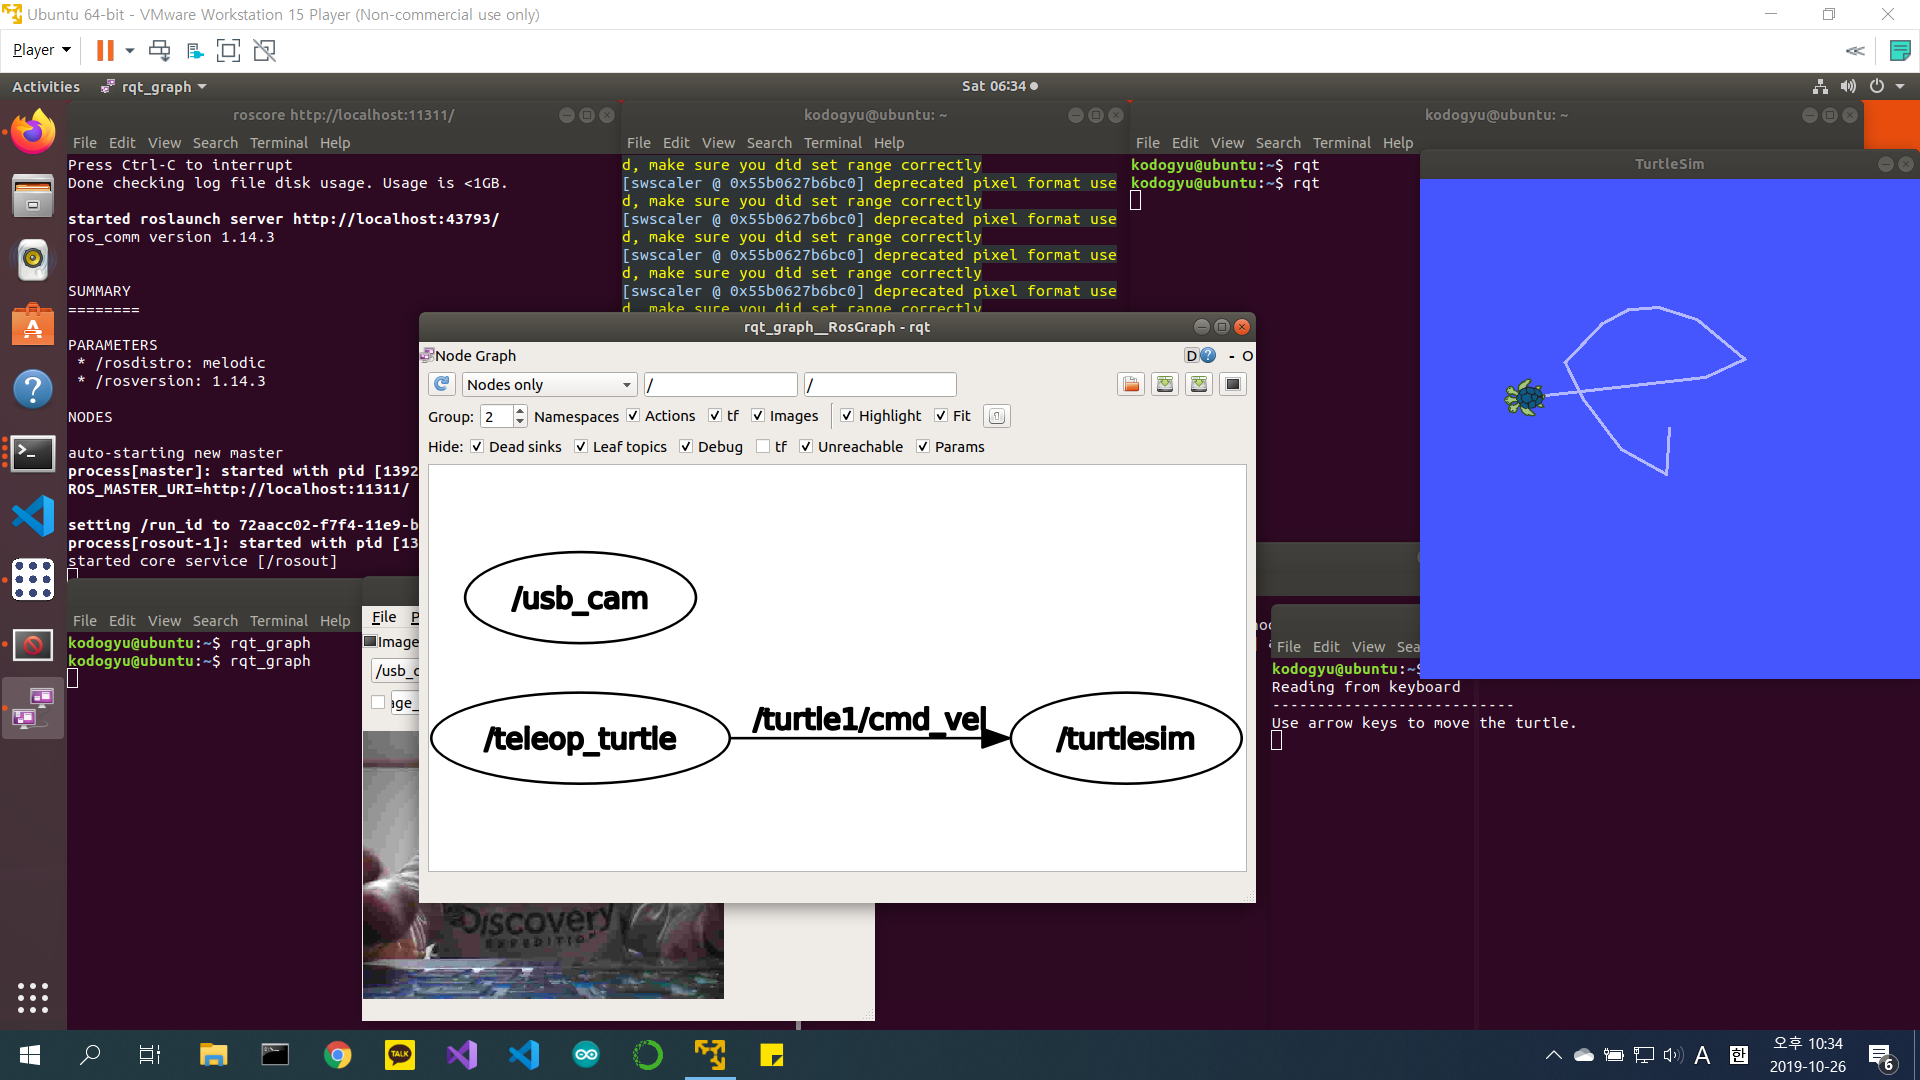 Ubuntu 64-bit - VMware Workstation 15 Player (Non-commercial use only)
Player
Activities
rqt_graph
Sat 06:34
roscore http://localhost:11311/
File Edit View Search Terminal Help
Press Ctrl-C to interrupt
Done checking log file disk usage. Usage is <1GB.
started roslaunch server http://localhost:43793/
ros_comm version 1.14.3
SUMMARY
========
PARAMETERS
* /rosdistro: melodic
* /rosversion: 1.14.3
NODES
auto-starting new master
process[master]: started with pid [1392
ROS_MASTER_URI=http://localhost:11311/
setting /run_id to 72aacc02-f7f4-11e9-b
process[rosout-1]: started with pid [13
started core service [/rosout]
kodogyu@ubuntu: ~
File Edit View Search Terminal Help
d, make sure you did set range correctly
[swscaler @ 0x55b0627b6bc0] deprecated pixel format use
d, make sure you did set range correctly
[swscaler @ 0x55b0627b6bc0] deprecated pixel format use
d, make sure you did set range correctly
[swscaler @ 0x55b0627b6bc0] deprecated pixel format use
d, make sure you did set range correctly
[swscaler @ 0x55b0627b6bc0] deprecated pixel format use
d, make sure you did set range correctly
kodogyu@ubuntu: ~
File Edit View Search Terminal Help
kodogyu@ubuntu:~$ rqt
kodogyu@ubuntu:~$ rqt
TurtleSim
rqt_graph__RosGraph - rqt
Node Graph
D
- O
Nodes only
/
/
Group: 2 Namespaces Actions tf Images Highlight Fit
Hide: Dead sinks Leaf topics Debug tf Unreachable Params
/usb_cam
/teleop_turtle
/turtle1/cmd_vel
/turtlesim
File Edit View Search Terminal Help
kodogyu@ubuntu:~$ rqt_graph
kodogyu@ubuntu:~$ rqt_graph
File P
Image
/usb_c
age_
Discovery
EXPEDITION
File Edit View Sea
kodogyu@ubuntu:~$
Reading from keyboard
---------------------------
Use arrow keys to move the turtle.
TALK
A
한
오후 10:34
2019-10-26
6